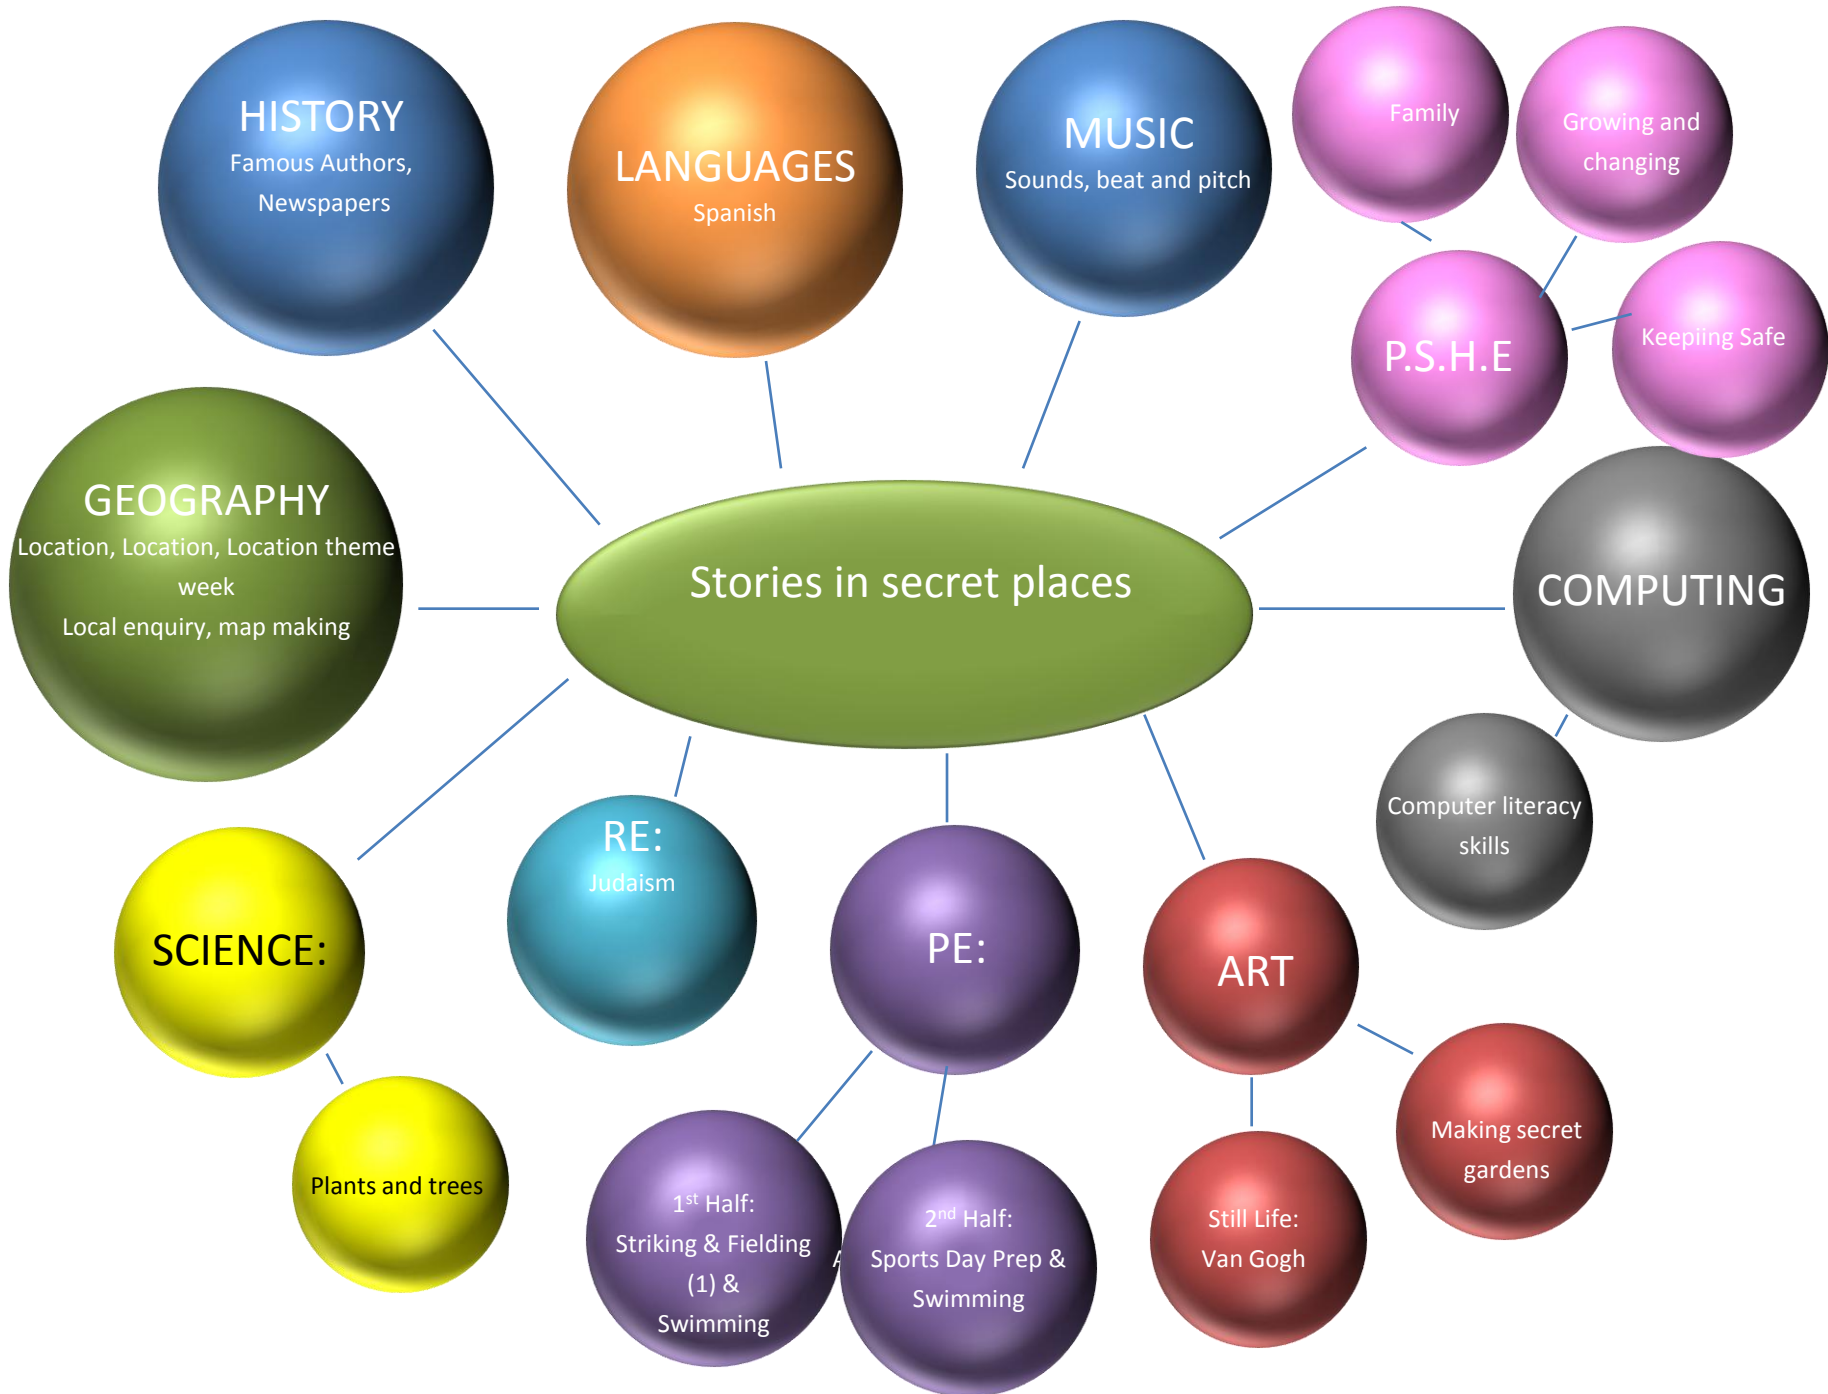 HISTORY
Famous Authors,
Newspapers
LANGUAGES
Spanish
MUSIC
Sounds, beat and pitch
Family
Growing and
changing
P.S.H.E
Keepiing Safe
GEOGRAPHY
Location, Location, Location theme
week
Local enquiry, map making
Stories in secret places
COMPUTING
Computer literacy
skills
SCIENCE:
Plants and trees
RE:
Judaism
PE:
1st Half:
Striking & Fielding
(1) &
Swimming
2nd Half:
Sports Day Prep &
Swimming
ART
Still Life:
Van Gogh
Making secret
gardens